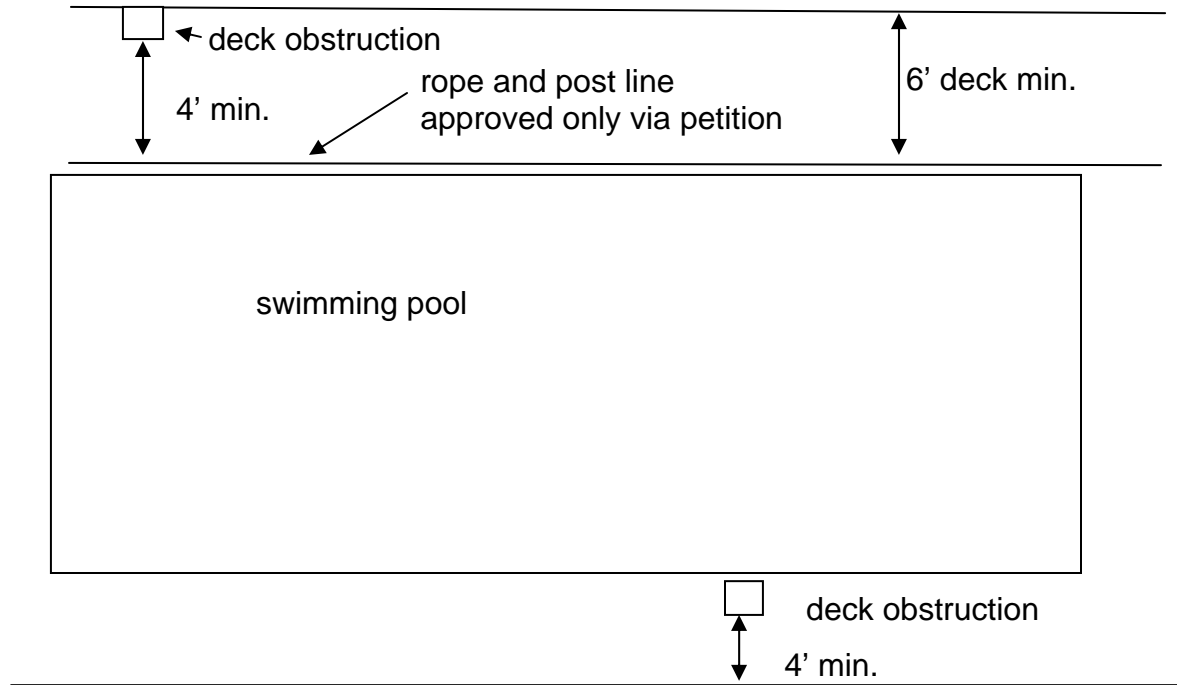 deck obstruction
4’ min.
rope and post line
approved only via petition
6’ deck min.
swimming pool
deck obstruction
4’ min.